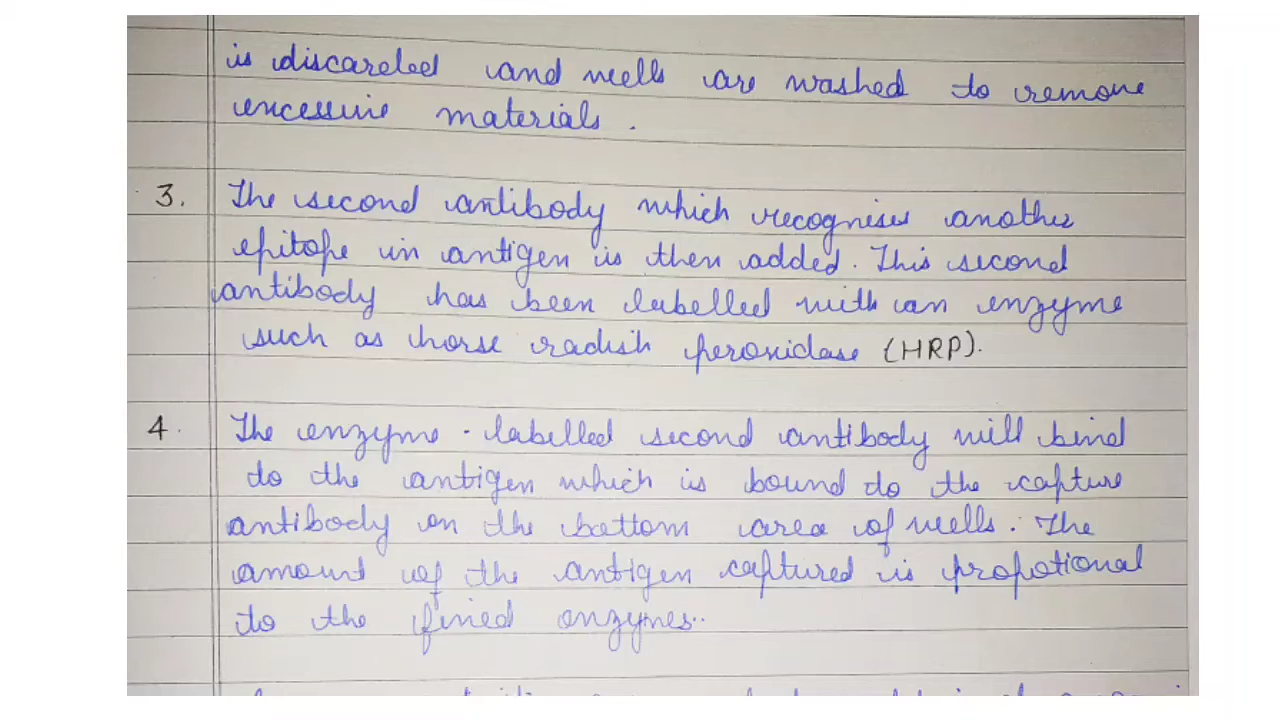 is discarded and wells are washed to remove
excessive materials.
3. The second antibody which recognises another
epitope in antigen is then added. This second
antibody has been labelled with an enzyme
such as horse radish peroxidase (HRP).
4. The enzyme-labelled second antibody will bind
to the antigen which is bound to the capture
antibody on the bottom area of wells. The
amount of the antigen captured is propotional
to the fixed enzymes..